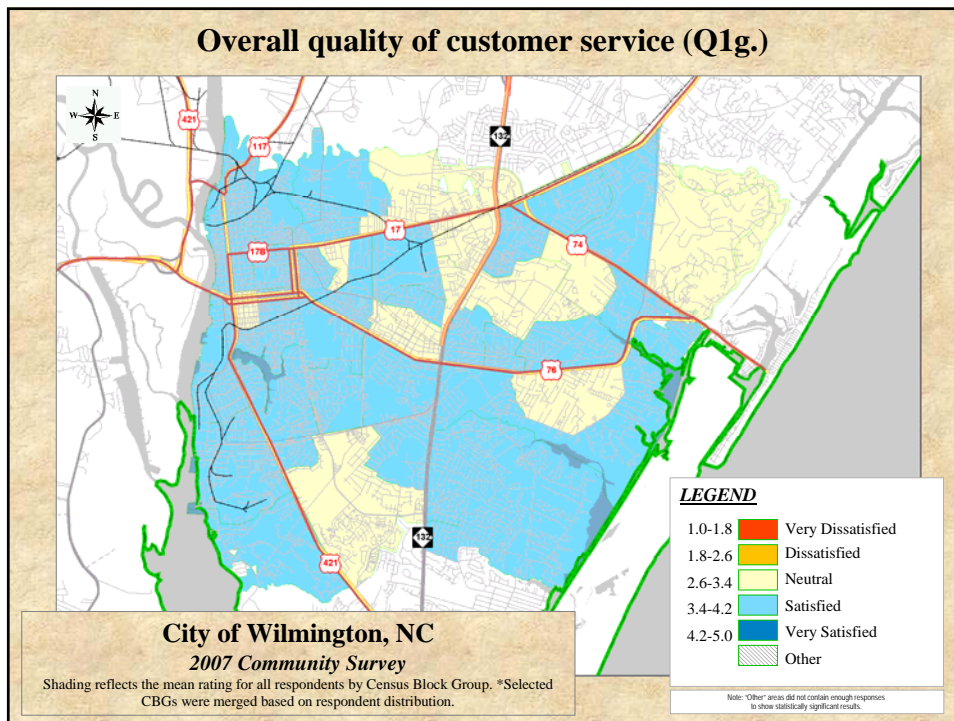 Overall quality of customer service (Q1g.)
N
W E
S
421
117
132
17
17B
74
76
132
421
LEGEND
1.0-1.8 Very Dissatisfied
1.8-2.6 Dissatisfied
2.6-3.4 Neutral
3.4-4.2 Satisfied
4.2-5.0 Very Satisfied
Other
City of Wilmington, NC
2007 Community Survey
Shading reflects the mean rating for all respondents by Census Block Group. *Selected
CBGs were merged based on respondent distribution.
Note: "Other" areas did not contain enough responses
to show statistically significant results.